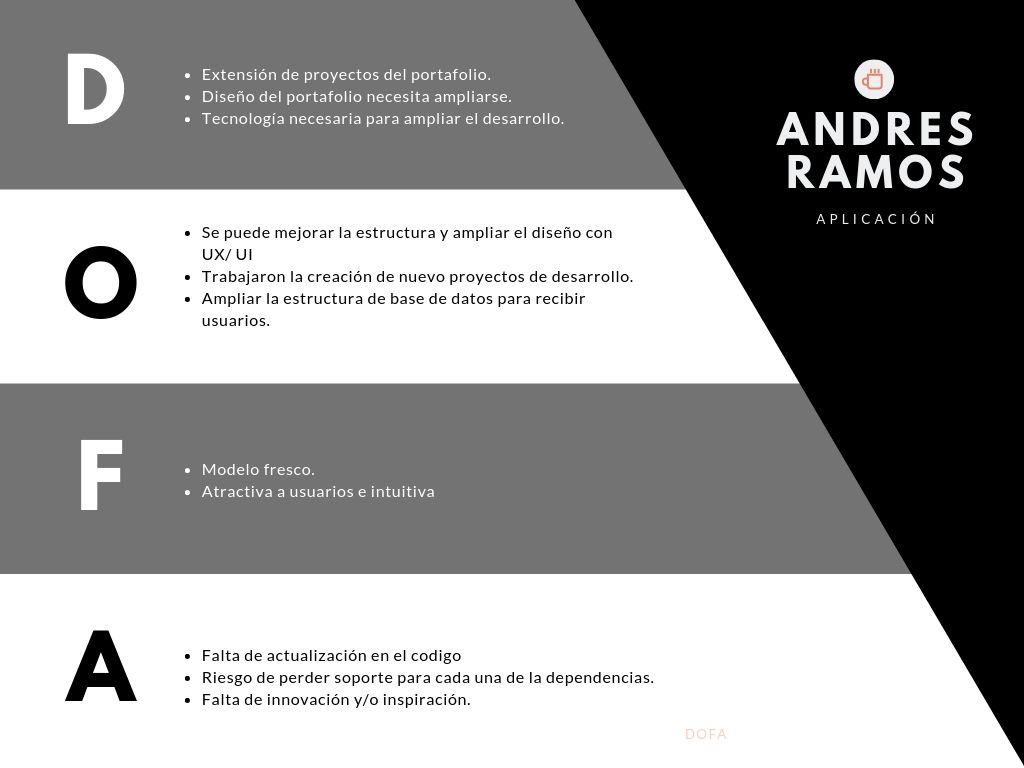 D
• Extensión de proyectos del portafolio.
• Diseño del portafolio necesita ampliarse.
• Tecnología necesaria para ampliar el desarrollo.
ANDRES
RAMOS
APLICACIÓN
O
• Se puede mejorar la estructura y ampliar el diseño con
UX/ UI
• Trabajaron la creación de nuevo proyectos de desarrollo.
• Ampliar la estructura de base de datos para recibir
usuarios.
F
• Modelo fresco.
• Atractiva a usuarios e intuitiva
A
• Falta de actualización en el codigo
• Riesgo de perder soporte para cada una de la dependencias.
• Falta de innovación y/o inspiración.
DOFA